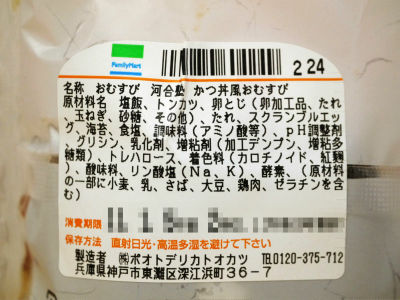 FamilyMart
2 24
名称 おむすび 河合塾 かつ丼風おむすび
原材料名 塩飯、トンカツ、卵とじ（卵加工品、たれ
、玉ねぎ、砂糖、その他）、たれ、スクランブルエッ
グ、海苔、食塩、調味料（アミノ酸等）、pH調整剤
、グリシン、乳化剤、増粘剤（加工デンプン、増粘多
糖類）、トレハロース、着色料（カロチノイド、紅麹
）、酸味料、リン酸塩（Na、K）、酵素、（原材料
の一部に小麦、乳、さば、大豆、鶏肉、ゼラチンを含
む）
消費期限
保存方法 直射日光・高温多湿を避けて下さい
製造者 ㈱ポオトデリカトオカツ ℡0120-375-712
兵庫県神戸市東灘区深江浜町36-7